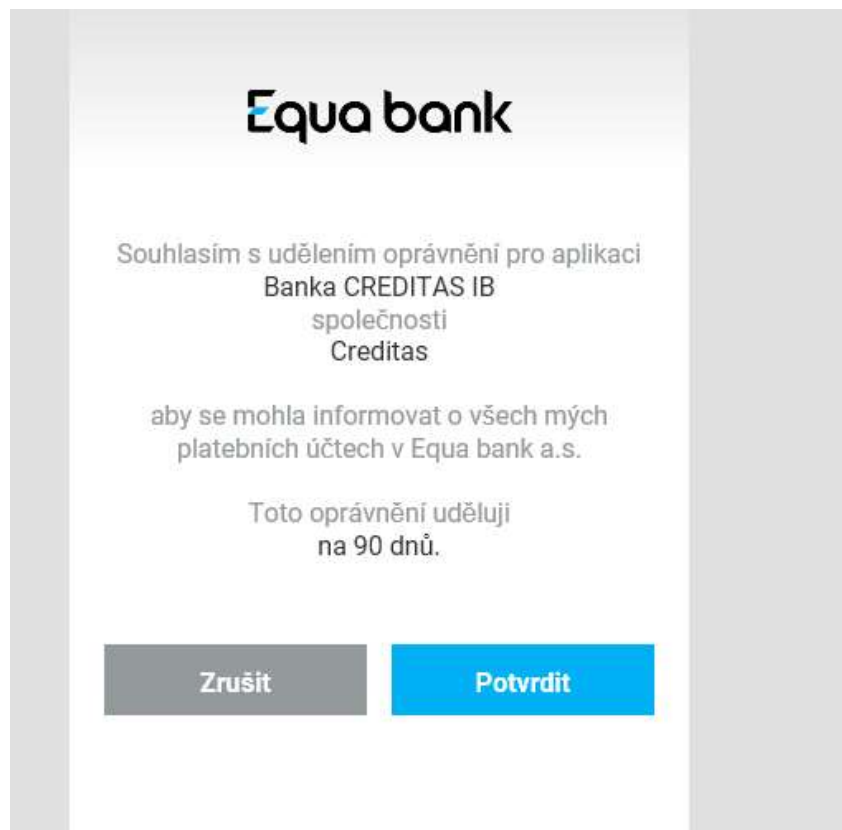 Equa bank
Souhlasím s udělením oprávnění pro aplikaci
Banka CREDITAS IB
společnosti
Creditas
aby se mohla informovat o všech mých
platebních účtech v Equa bank a.s.
Toto oprávnění uděluji
na 90 dnů.
Zrušit
Potvrdit